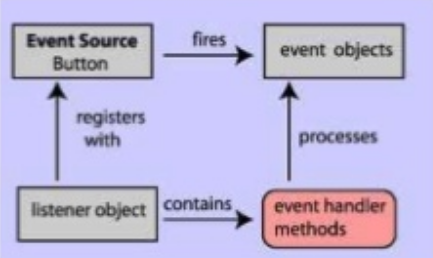 Event Source
Button
fires
event objects
registers
with
processes
listener object
contains
event handler
methods